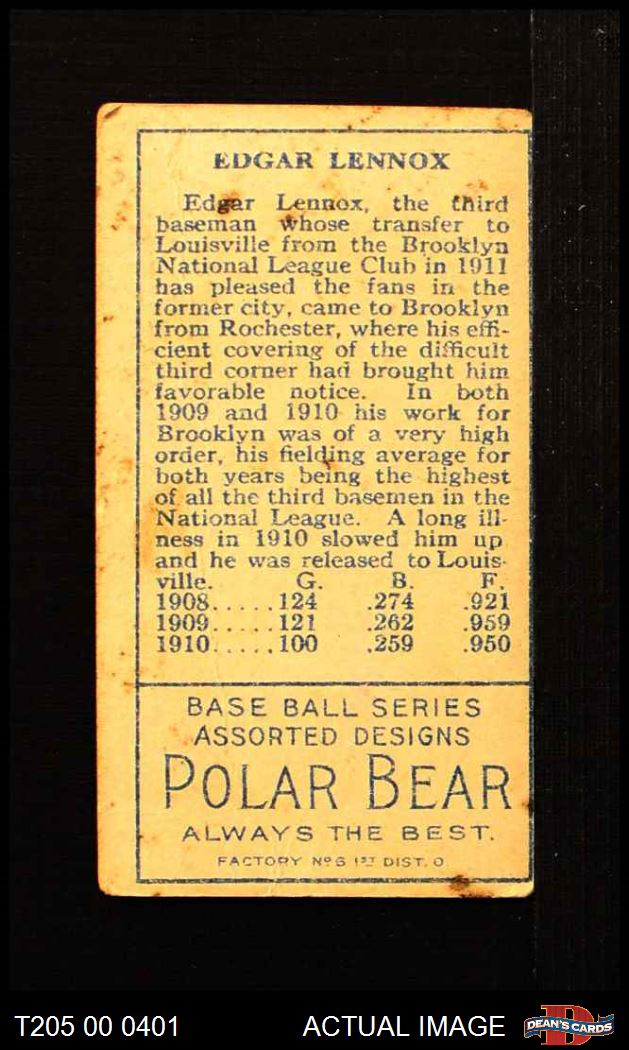 EDGAR LENNOX
Edgar Lennox, the third
baseman whose transfer to
Louisville from the Brooklyn
National League Club in 1911
has pleased the fans in the
former city, came to Brooklyn
from Rochester, where his effi-
cient covering of the difficult
third corner had brought him
favorable notice. In both
1909 and 1910 his work for
Brooklyn was of a very high
order, his fielding average for
both years being the highest
of all the third basemen in the
National League. A long ill-
ness in 1910 slowed him up
and he was released to Louis-
ville. G. B. F.
1908.....124 .274 .921
1909.....121 .262 .959
1910.....100 .259 .950
BASE BALL SERIES
ASSORTED DESIGNS
POLAR BEAR
ALWAYS THE BEST.
FACTORY Nº 6 1ST DIST. O.
T205 00 0401 ACTUAL IMAGE DEAN'S CARDS